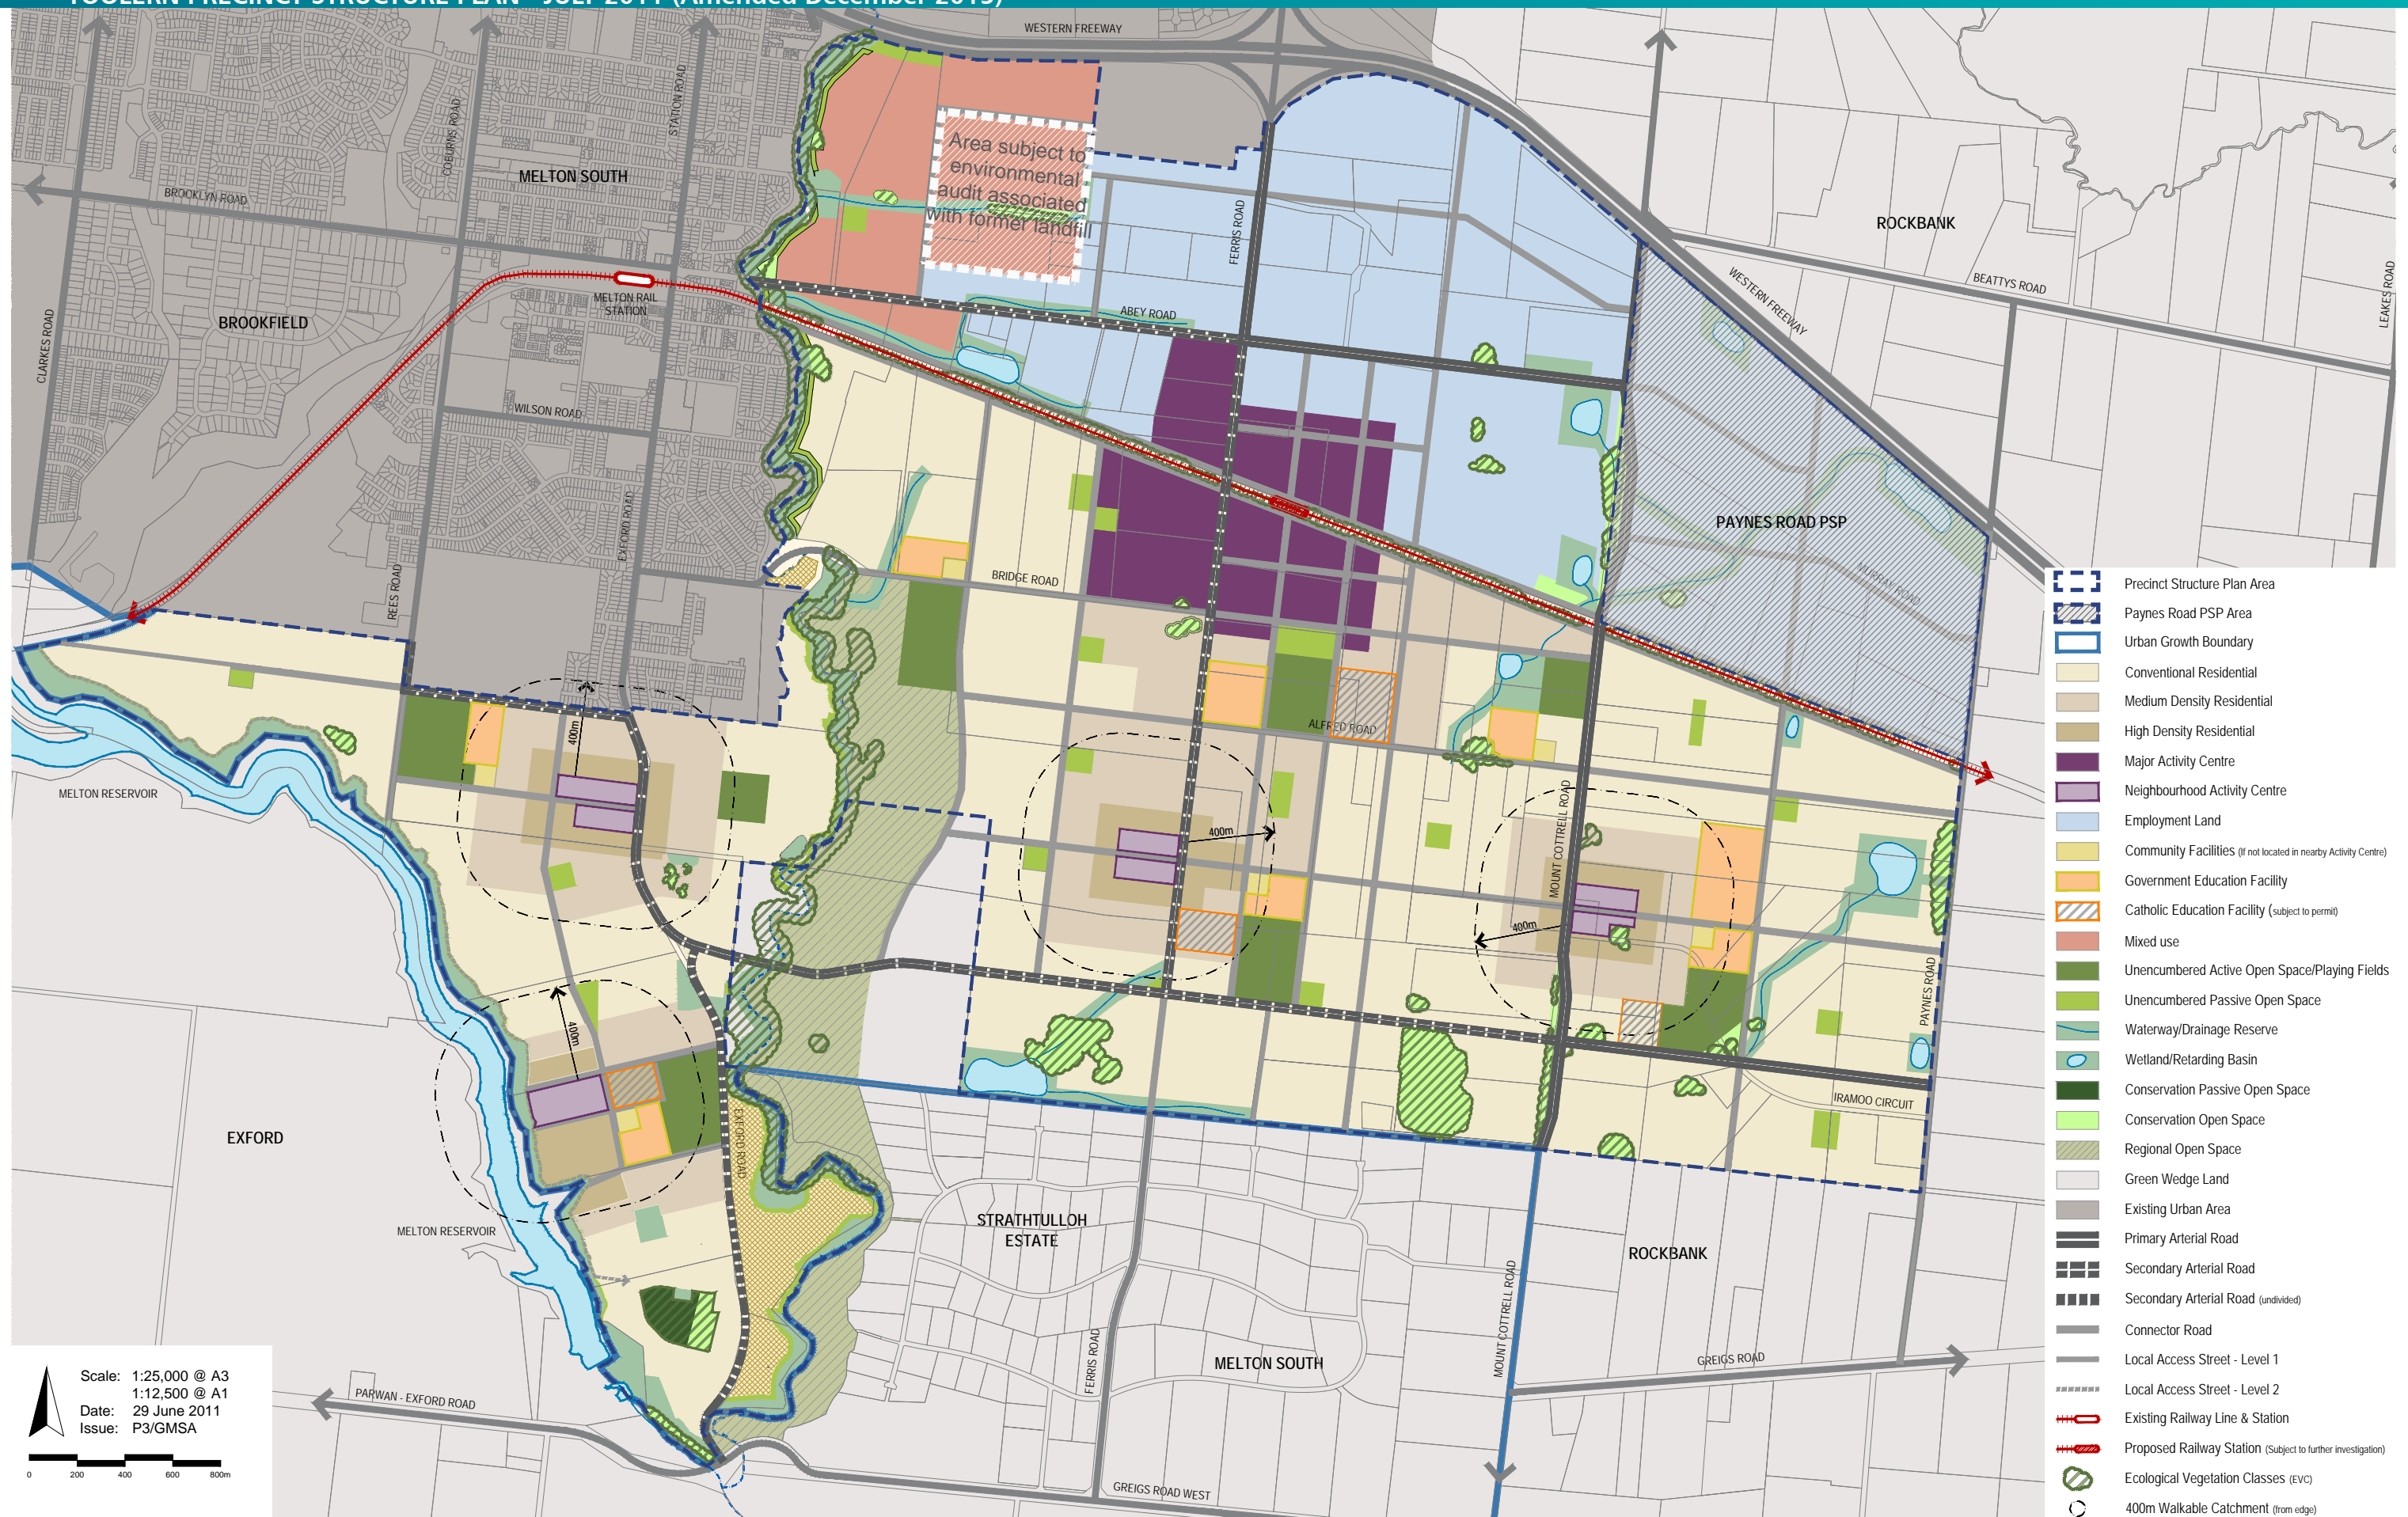 TOOLERN PRECINCT STRUCTURE PLAN - JULY 2011 (Amended December 2015)
WESTERN FREEWAY
COBURNS ROAD
STATION ROAD
MELTON SOUTH
BROOKLYN ROAD
Area subject to
environmental
audit associated
with former landfill
FERRIS ROAD
ROCKBANK
BEATTYS ROAD
WESTERN FREEWAY
LEAKES ROAD
MELTON RAIL
STATION
BROOKFIELD
CLARKES ROAD
ABEY ROAD
WILSON ROAD
EXFORD ROAD
REES ROAD
BRIDGE ROAD
PAYNES ROAD PSP
MURRAY ROAD
ALFRED ROAD
MELTON RESERVOIR
400m
400m
400m
400m
MOUNT COTTRELL ROAD
PAYNES ROAD
IRAMOO CIRCUIT
EXFORD
EXFORD ROAD
MELTON RESERVOIR
STRATHTULLOH
ESTATE
ROCKBANK
MOUNT COTTRELL ROAD
FERRIS ROAD
MELTON SOUTH
GREIGS ROAD
PARWAN - EXFORD ROAD
GREIGS ROAD WEST
Scale: 1:25,000 @ A3
1:12,500 @ A1
Date: 29 June 2011
Issue: P3/GMSA
0 200 400 600 800m
Precinct Structure Plan Area
Paynes Road PSP Area
Urban Growth Boundary
Conventional Residential
Medium Density Residential
High Density Residential
Major Activity Centre
Neighbourhood Activity Centre
Employment Land
Community Facilities (If not located in nearby Activity Centre)
Government Education Facility
Catholic Education Facility (subject to permit)
Mixed use
Unencumbered Active Open Space/Playing Fields
Unencumbered Passive Open Space
Waterway/Drainage Reserve
Wetland/Retarding Basin
Conservation Passive Open Space
Conservation Open Space
Regional Open Space
Green Wedge Land
Existing Urban Area
Primary Arterial Road
Secondary Arterial Road
Secondary Arterial Road (undivided)
Connector Road
Local Access Street - Level 1
Local Access Street - Level 2
Existing Railway Line & Station
Proposed Railway Station (Subject to further investigation)
Ecological Vegetation Classes (EVC)
400m Walkable Catchment (from edge)